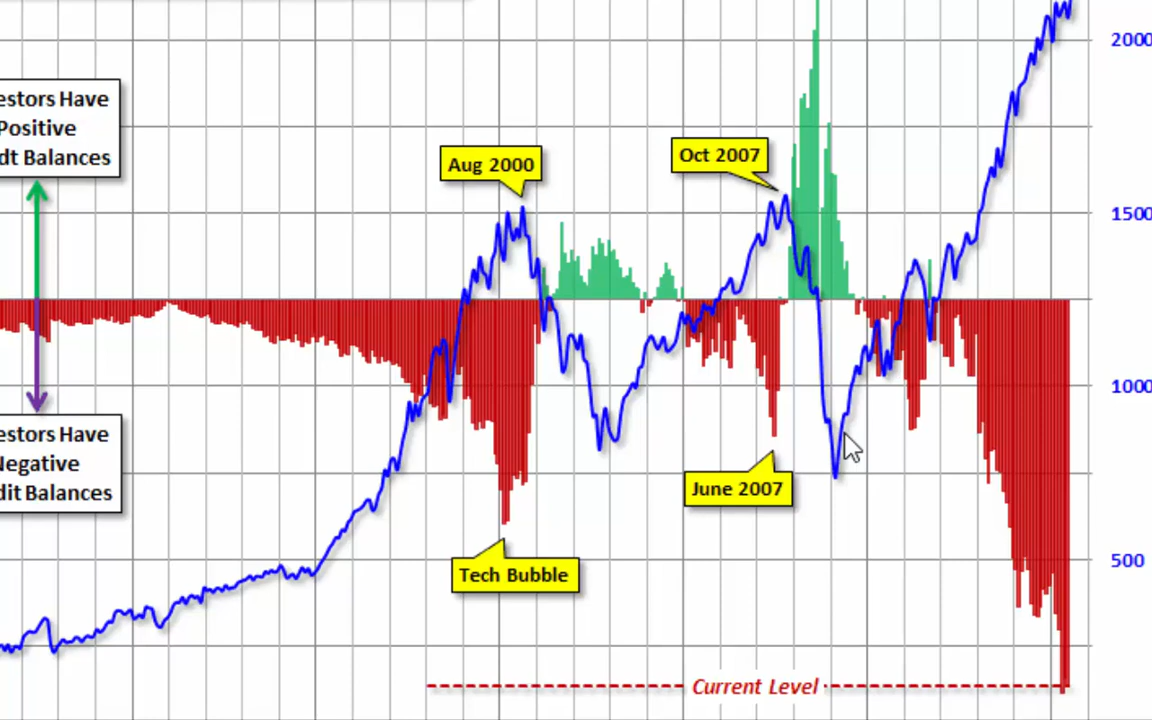 2000
estors Have
Positive
dt Balances
Aug 2000
Oct 2007
1500
1000
estors Have
Negative
dit Balances
June 2007
500
Tech Bubble
Current Level